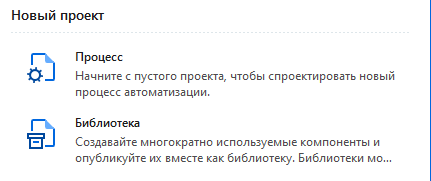 Новый проект
Процесс
Начните с пустого проекта, чтобы спроектировать новый
процесс автоматизации.
Библиотека
Создавайте многократно используемые компоненты и
опубликуйте их вместе как библиотеку. Библиотеки мо...